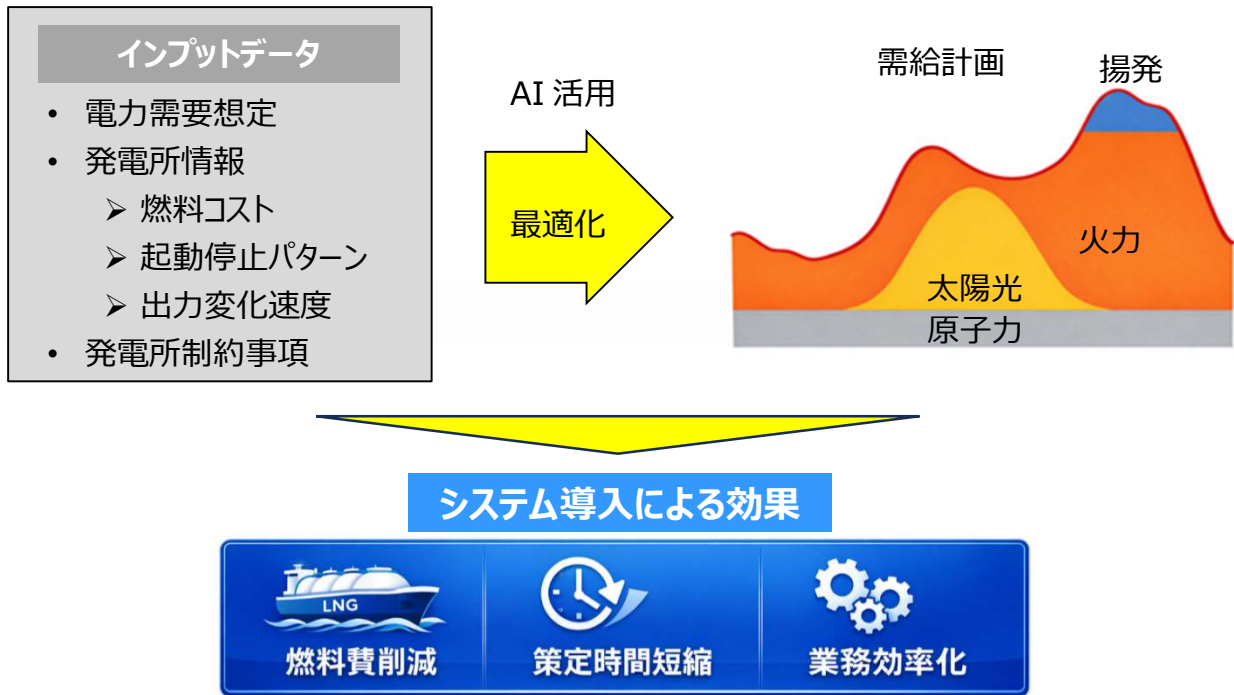 インプットデータ
• 電力需要想定
• 発電所情報
➢ 燃料コスト
➢ 起動停止パターン
➢ 出力変化速度
• 発電所制約事項
AI 活用
最適化
需給計画
揚発
火力
太陽光
原子力
システム導入による効果
LNG
燃料費削減
策定時間短縮
業務効率化